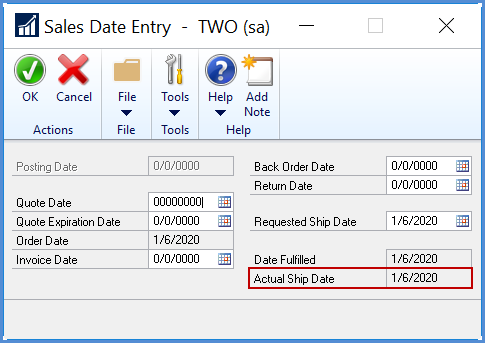 Sales Date Entry - TWO (sa)
OK
Cancel
File
Tools
Help
Add
Note
Actions
File
Tools
Help
Posting Date 0/0/0000
Quote Date 00000000
Quote Expiration Date 0/0/0000
Order Date 1/6/2020
Invoice Date 0/0/0000
Back Order Date 0/0/0000
Return Date 0/0/0000
Requested Ship Date 1/6/2020
Date Fulfilled 1/6/2020
Actual Ship Date 1/6/2020